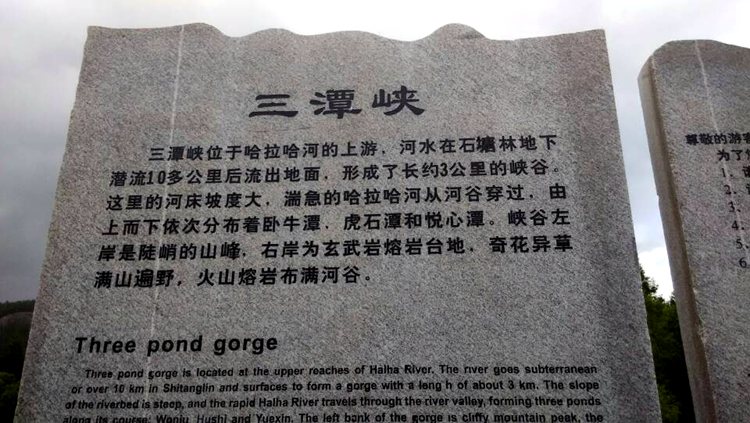 三潭峡
三潭峡位于哈拉哈河的上游，河水在石塘林地下
潜流10多公里后流出地面，形成了长约3公里的峡谷。
这里的河床坡度大，湍急的哈拉哈河从河谷穿过，由
上而下依次分布着卧牛潭，虎石潭和悦心潭。峡谷左
岸是陡峭的山峰，右岸为玄武岩熔岩台地，奇花异草
满山遍野，火山熔岩布满河谷。
Three pond gorge
Three pond gorge is located at the upper reaches of Halha River. The river goes subterranean
or over 10 km in Shitanglin and surfaces to form a gorge with a leng h of about 3 km. The slope
of the riverbed is steep, and the rapid Halha River travels through the river valley, forming three ponds
along its course: Woniu, Hushi and Yuexin. The left bank of the gorge is cliffy mountain peak, the
尊敬的游客
为了
1.
2.
3.
4.
5.
6.